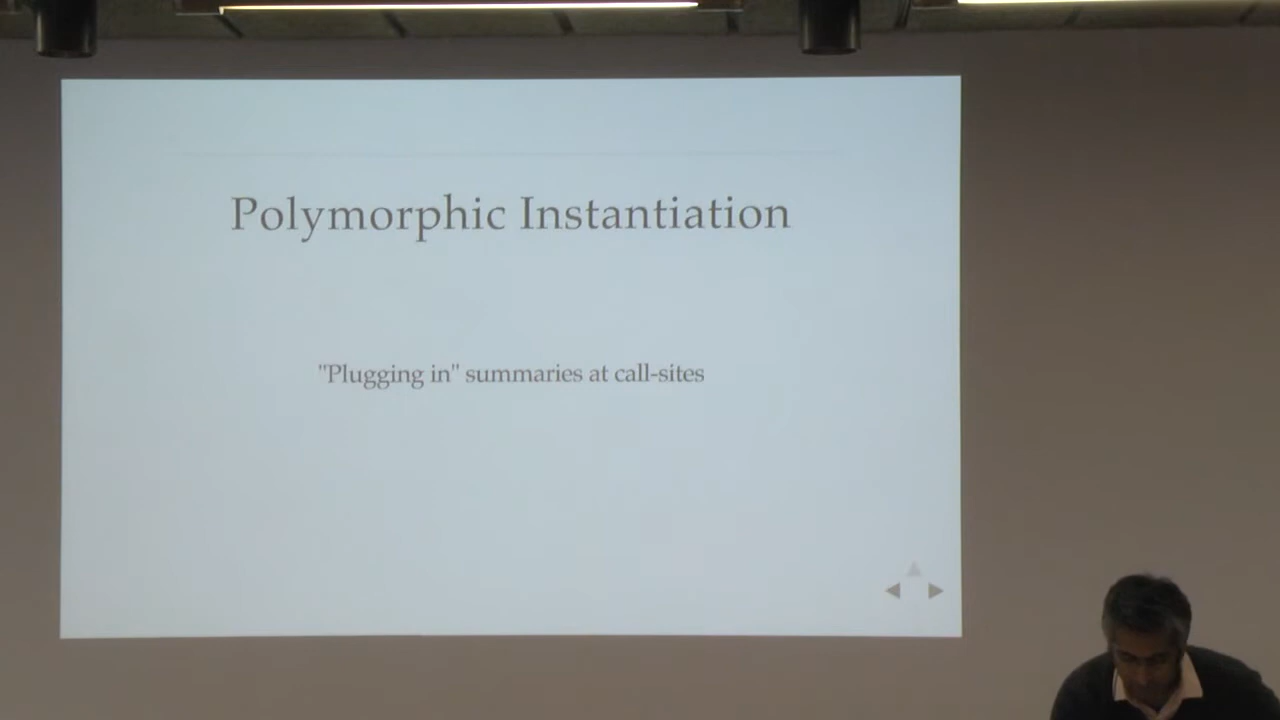 Polymorphic Instantiation
"Plugging in" summaries at call-sites